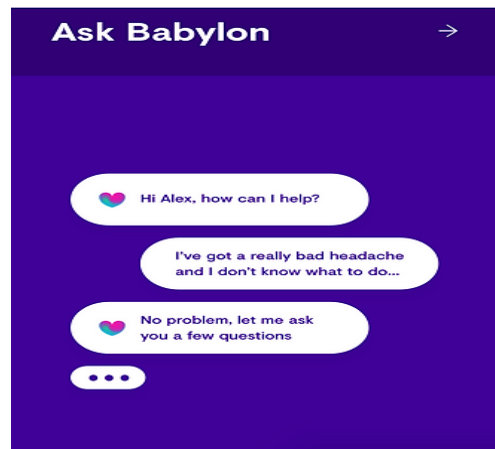 Ask Babylon
Hi Alex, how can I help?
I've got a really bad headache
and I don't know what to do...
No problem, let me ask
you a few questions